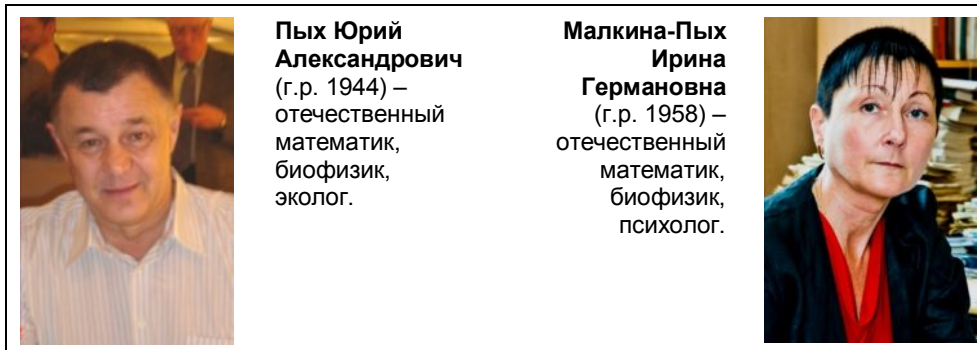 Пых Юрий
Александрович
(г.р. 1944) –
отечественный
математик,
биофизик,
эколог.
Малкина-Пых
Ирина
Германовна
(г.р. 1958) –
отечественный
математик,
биофизик,
психолог.